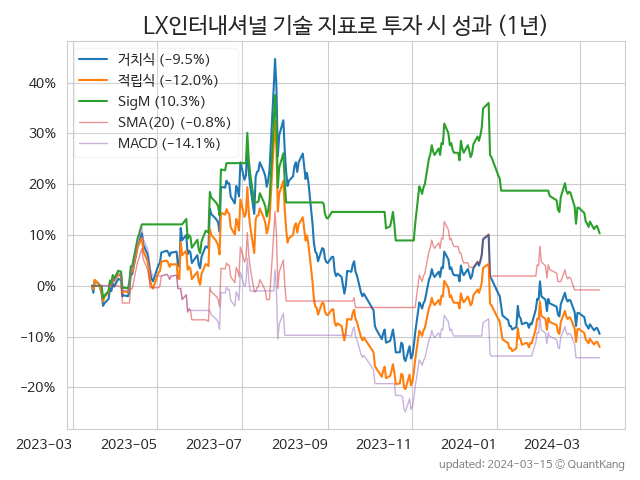 LX인터내셔널 기술 지표로 투자 시 성과 (1년)
거치식 (−9.5%)
적립식 (−12.0%)
SigM (10.3%)
SMA(20) (−0.8%)
MACD (−14.1%)
40%
30%
20%
10%
0%
−10%
−20%
2023-03 2023-05 2023-07 2023-09 2023-11 2024-01 2024-03
updated: 2024-03-15 © QuantKang